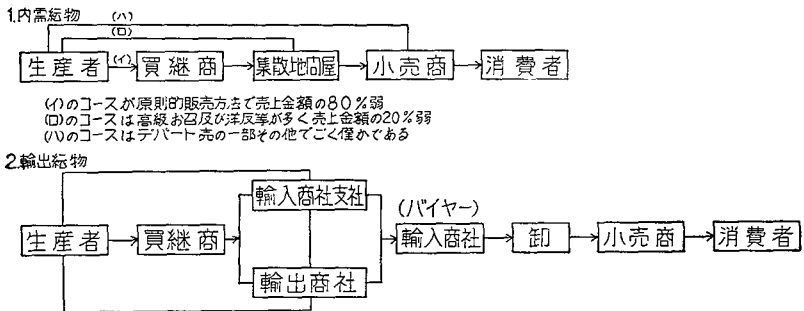 1.内需紜物
(ハ)
(ロ)
生産者 (イ) 買継商 集散地問屋 小売商 消費者
(イ)のコースが原則的販売方法で売上金額の80%弱
(ロ)のコースは高級お召及び洋反等が多く売上金額の20%弱
(ハ)のコースはデパート売の一部その他でごく僅かである
2.輸出紜物
輸入商社支社
(バイヤー)
生産者 買継商 輸入商社 卸 小売商 消費者
輸出商社